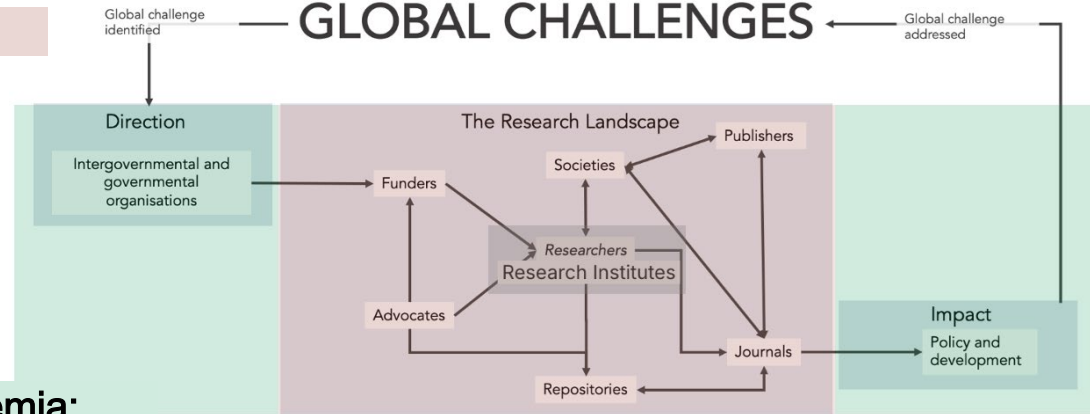 GLOBAL CHALLENGES
Global challenge
identified
Global challenge
addressed
Direction
Intergovernmental and
governmental
organisations
The Research Landscape
Publishers
Societies
Funders
Researchers
Research Institutes
Advocates
Journals
Repositories
Impact
Policy and
development